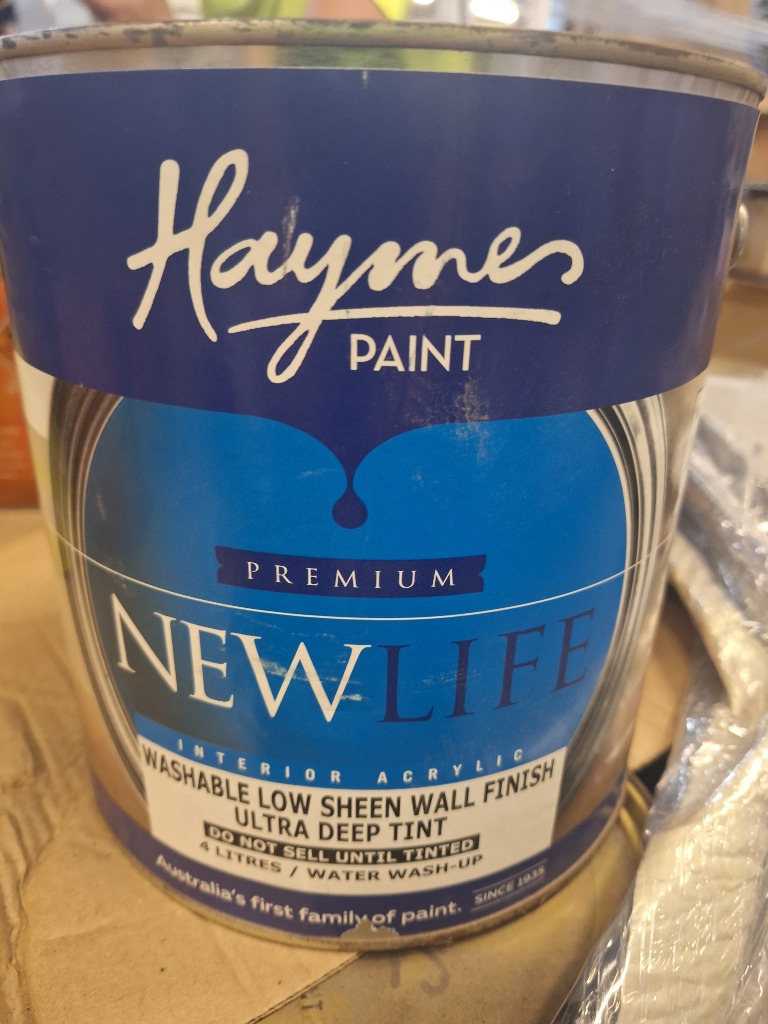 Haymes
PAINT
PREMIUM
NEWLIFE
INTERIOR ACRYLIC
WASHABLE LOW SHEEN WALL FINISH
ULTRA DEEP TINT
DO NOT SELL UNTIL TINTED
4 LITRES / WATER WASH-UP
Australia's first family of paint. SINCE 1935